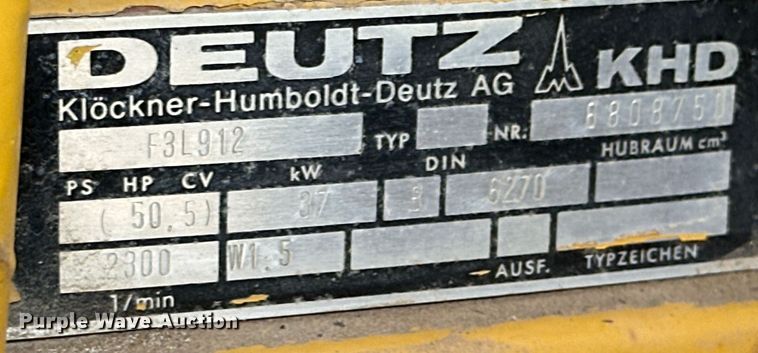 DEUTZ KHD
Klöckner-Humboldt-Deutz AG
F3L912 TYP NR: 6808750
PS HP CV kW DIN HUBRAUM cm³
(50,5) 37 3 6270
2300 W1.5 AUSF. TYPZEICHEN
1/min
Purple Wave Auction